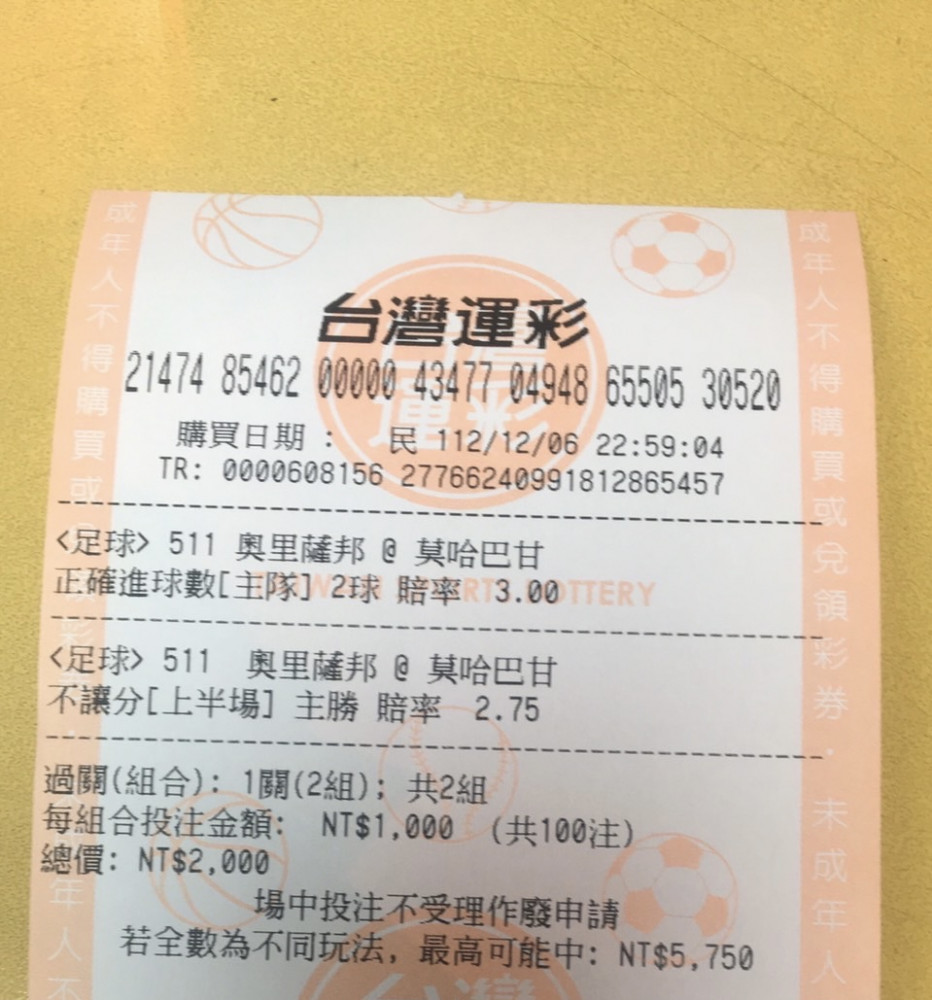 台灣運彩
21474 85462 00000 43477 04948 65505 30520
購買日期： 民 112/12/06 22:59:04
TR: 0000608156 27766240991812865457
<足球> 511 奧里薩邦 @ 莫哈巴甘
正確進球數[主隊] 2球 賠率 3.00
<足球> 511 奧里薩邦 @ 莫哈巴甘
不讓分[上半場] 主勝 賠率 2.75
過關(組合): 1關(2組); 共2組
每組合投注金額: NT$1,000 (共100注)
總價: NT$2,000
場中投注不受理作廢申請
若全數為不同玩法, 最高可能中: NT$5,750
成年人不得購買或
成年人不得購買或兌領彩券．未成年人
LOTTERY